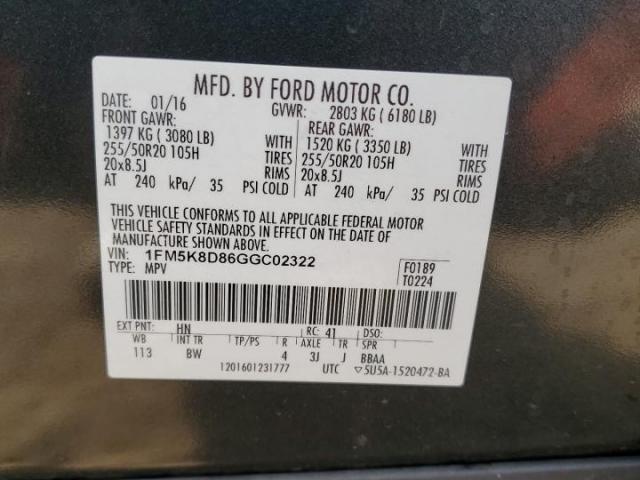 MFD. BY FORD MOTOR CO.
DATE: 01/16 GVWR: 2803 KG ( 6180 LB)
FRONT GAWR: REAR GAWR:
1397 KG ( 3080 LB) WITH 1520 KG ( 3350 LB) WITH
255/50R20 105H TIRES 255/50R20 105H TIRES
20x8.5J RIMS 20x8.5J RIMS
AT 240 kPa/ 35 PSI COLD AT 240 kPa/ 35 PSI COLD
THIS VEHICLE CONFORMS TO ALL APPLICABLE FEDERAL MOTOR
VEHICLE SAFETY STANDARDS IN EFFECT ON THE DATE OF
MANUFACTURE SHOWN ABOVE.
VIN: 1FM5K8D86GGC02322 F0189
TYPE: MPV T0224
EXT PNT: HN RC: 41 DSO:
WB INT TR TP/PS R AXLE TR SPR
113 BW 4 3J J BBAA
1201601231777 UTC ▽5U5A-1520472-BA